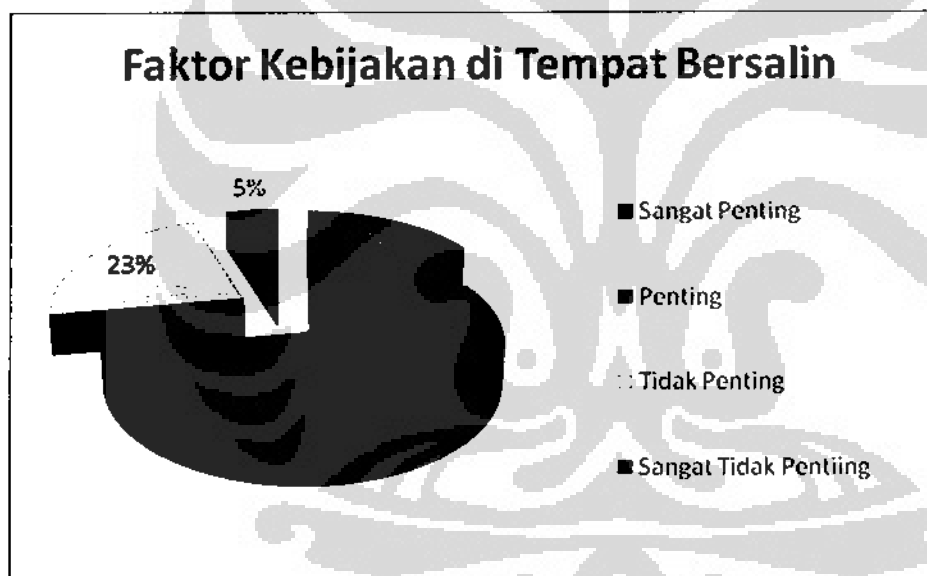 Faktor Kebijakan di Tempat Bersalin
5%
23%
Sangat Penting
Penting
Tidak Penting
Sangat Tidak Pentiing